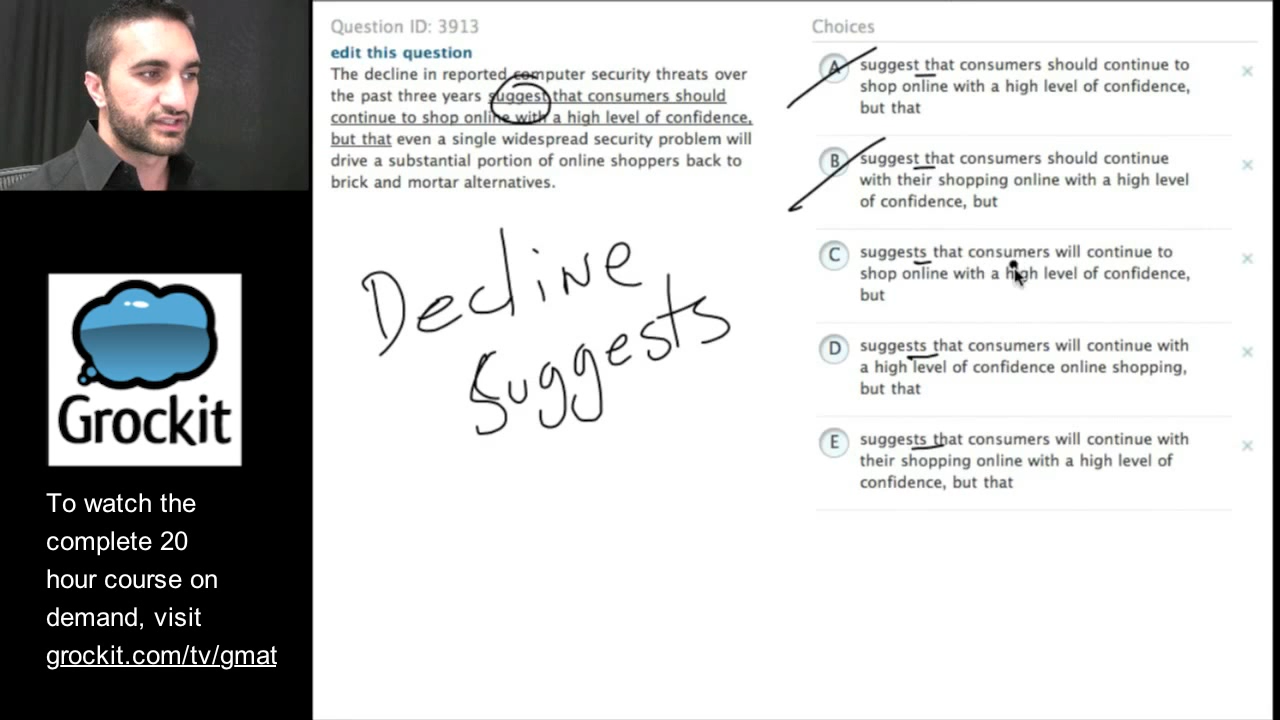 Question ID: 3913
edit this question
The decline in reported computer security threats over
the past three years suggest that consumers should
continue to shop online with a high level of confidence,
but that even a single widespread security problem will
drive a substantial portion of online shoppers back to
brick and mortar alternatives.
Decline
suggests
Choices
A
suggest that consumers should continue to
shop online with a high level of confidence,
but that
B
suggest that consumers should continue
with their shopping online with a high level
of confidence, but
C
suggests that consumers will continue to
shop online with a high level of confidence,
but
D
suggests that consumers will continue with
a high level of confidence online shopping,
but that
E
suggests that consumers will continue with
their shopping online with a high level of
confidence, but that
Grockit
To watch the
complete 20
hour course on
demand, visit
grockit.com/tv/gmat